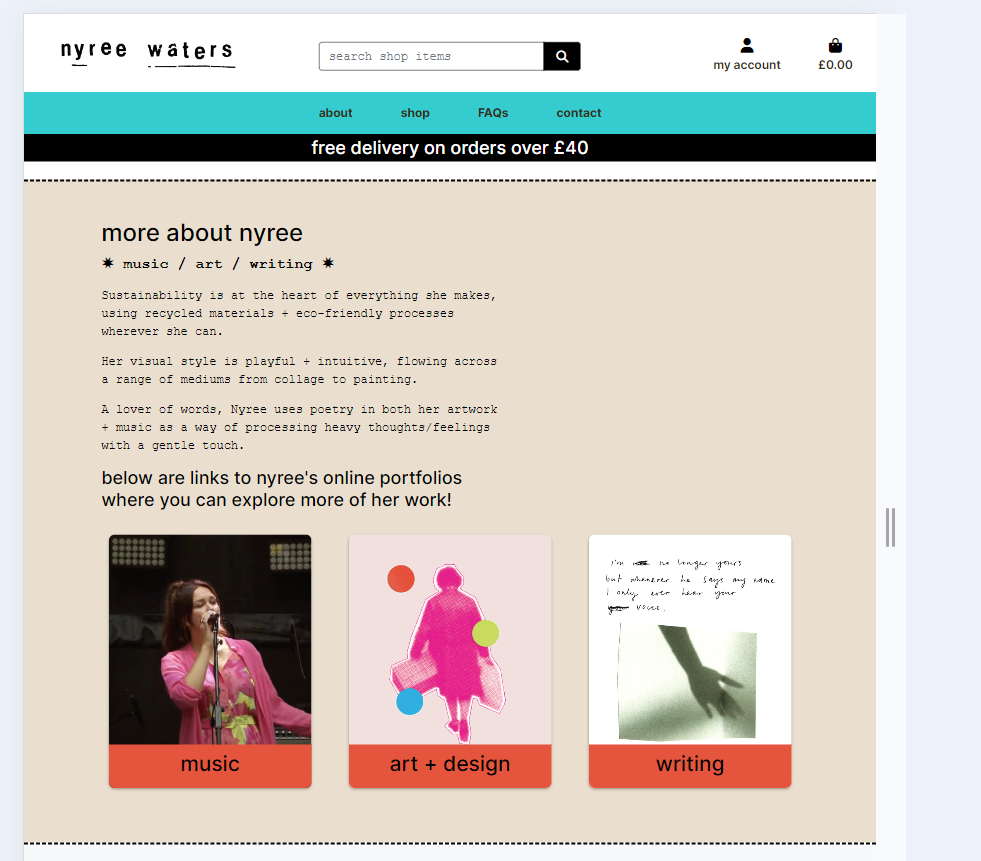 nyree waters
search shop items
my account
£0.00
about shop FAQs contact
free delivery on orders over £40
more about nyree
✷ music / art / writing ✷
Sustainability is at the heart of everything she makes,
using recycled materials + eco-friendly processes
wherever she can.
Her visual style is playful + intuitive, flowing across
a range of mediums from collage to painting.
A lover of words, Nyree uses poetry in both her artwork
+ music as a way of processing heavy thoughts/feelings
with a gentle touch.
below are links to nyree's online portfolios
where you can explore more of her work!
i'm no longer yours
but whenever he says my name
I only ever hear your
voice.
music
art + design
writing